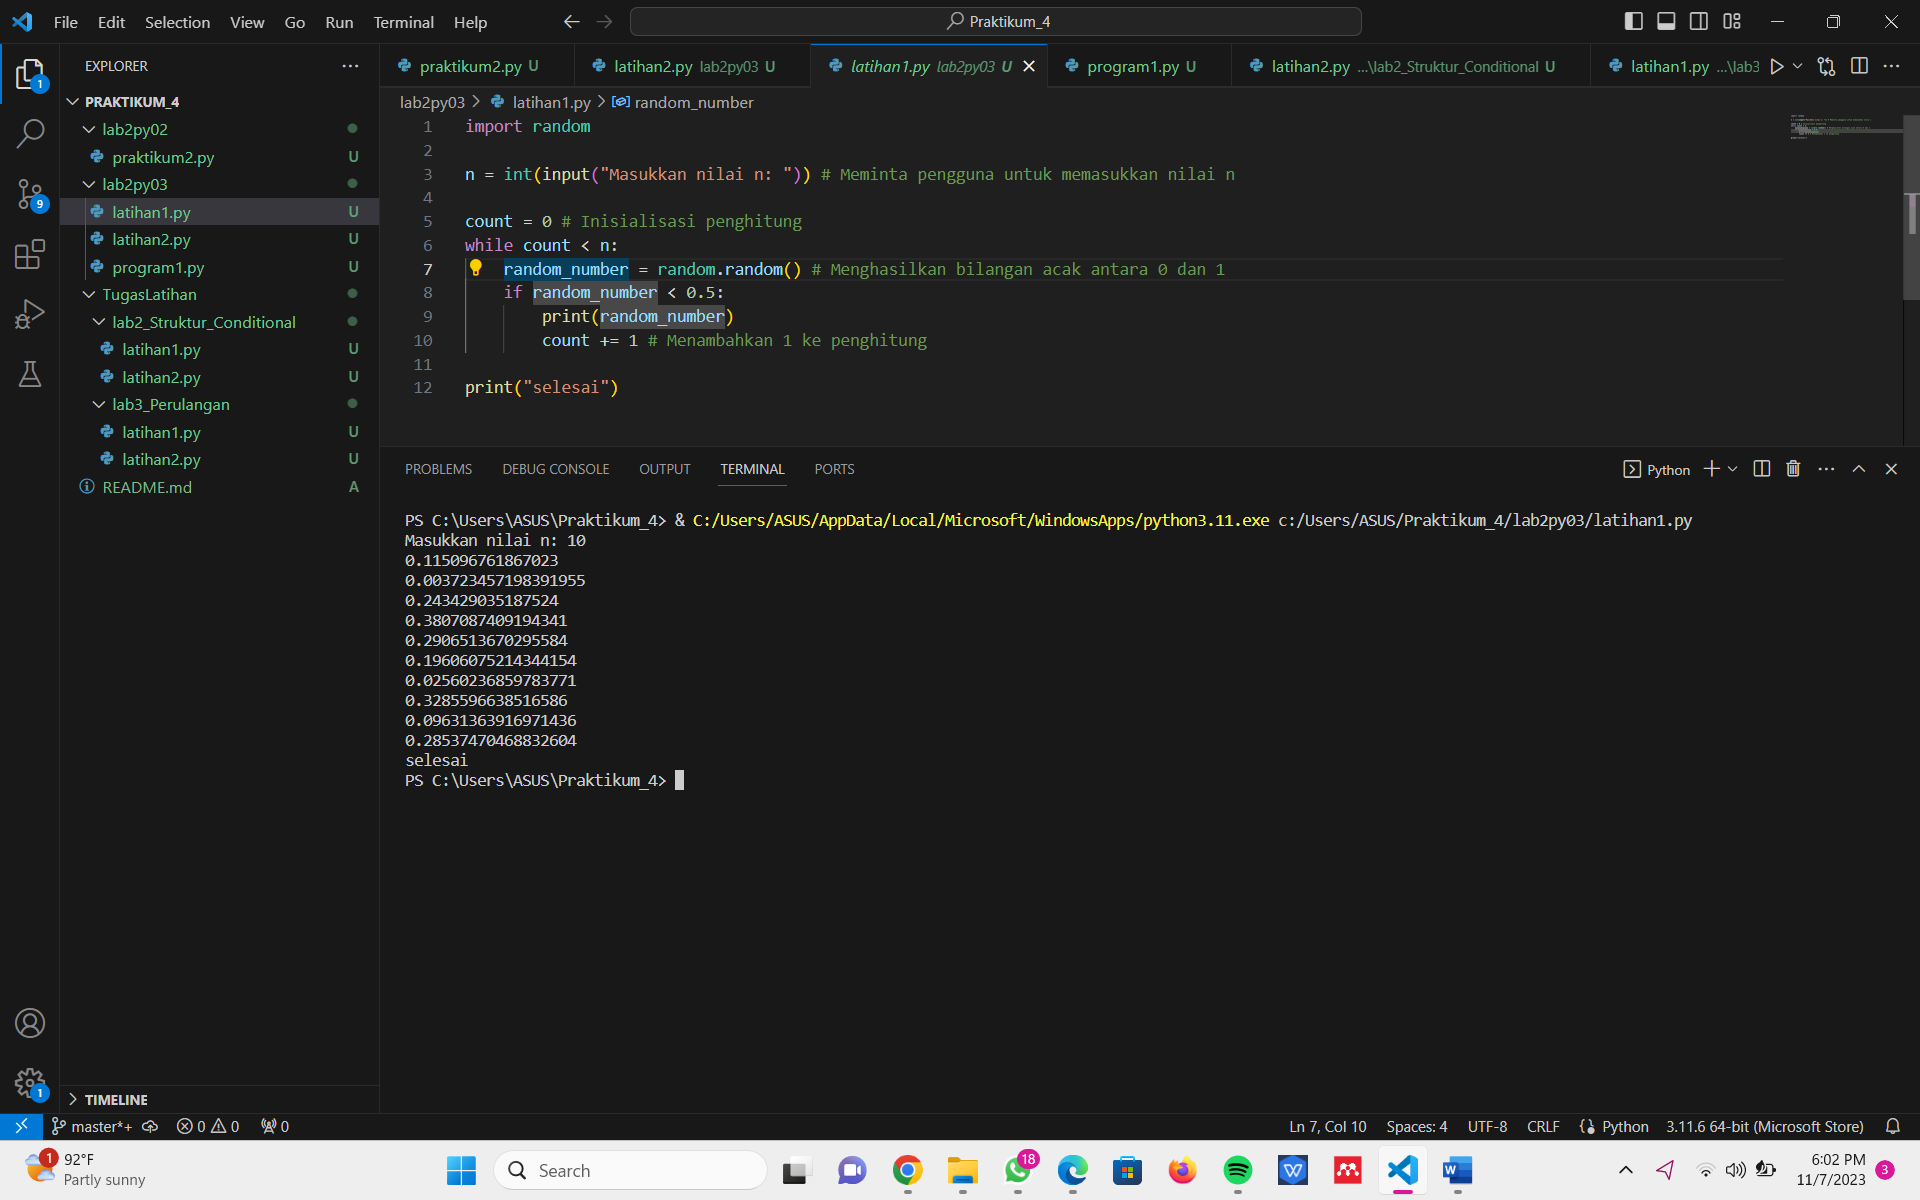 File Edit Selection View Go Run Terminal Help
Praktikum_4
1
EXPLORER
praktikum2.py U
latihan2.py lab2py03 U
latihan1.py lab2py03 U
program1.py U
latihan2.py ...\lab2_Struktur_Conditional U
latihan1.py ...\lab3
PRAKTIKUM_4
lab2py02
praktikum2.py U
lab2py03
latihan1.py U
latihan2.py U
program1.py U
TugasLatihan
lab2_Struktur_Conditional
latihan1.py U
latihan2.py U
lab3_Perulangan
latihan1.py U
latihan2.py U
README.md A
9
lab2py03 > latihan1.py > random_number
1 import random
2
3 n = int(input("Masukkan nilai n: ")) # Meminta pengguna untuk memasukkan nilai n
4
5 count = 0 # Inisialisasi penghitung
6 while count < n:
7 random_number = random.random() # Menghasilkan bilangan acak antara 0 dan 1
8 if random_number < 0.5:
9 print(random_number)
10 count += 1 # Menambahkan 1 ke penghitung
11
12 print("selesai")
PROBLEMS DEBUG CONSOLE OUTPUT TERMINAL PORTS
Python
PS C:\Users\ASUS\Praktikum_4> & C:/Users/ASUS/AppData/Local/Microsoft/WindowsApps/python3.11.exe c:/Users/ASUS/Praktikum_4/lab2py03/latihan1.py
Masukkan nilai n: 10
0.115096761867023
0.003723457198391955
0.243429035187524
0.3807087409194341
0.2906513670295584
0.19606075214344154
0.02560236859783771
0.3285596638516586
0.09631363916971436
0.28537470468832604
selesai
PS C:\Users\ASUS\Praktikum_4>
1
TIMELINE
master*+ 0 0 0
Ln 7, Col 10 Spaces: 4 UTF-8 CRLF Python 3.11.6 64-bit (Microsoft Store)
1
92°F
Partly sunny
Search
18
6:02 PM
11/7/2023
3